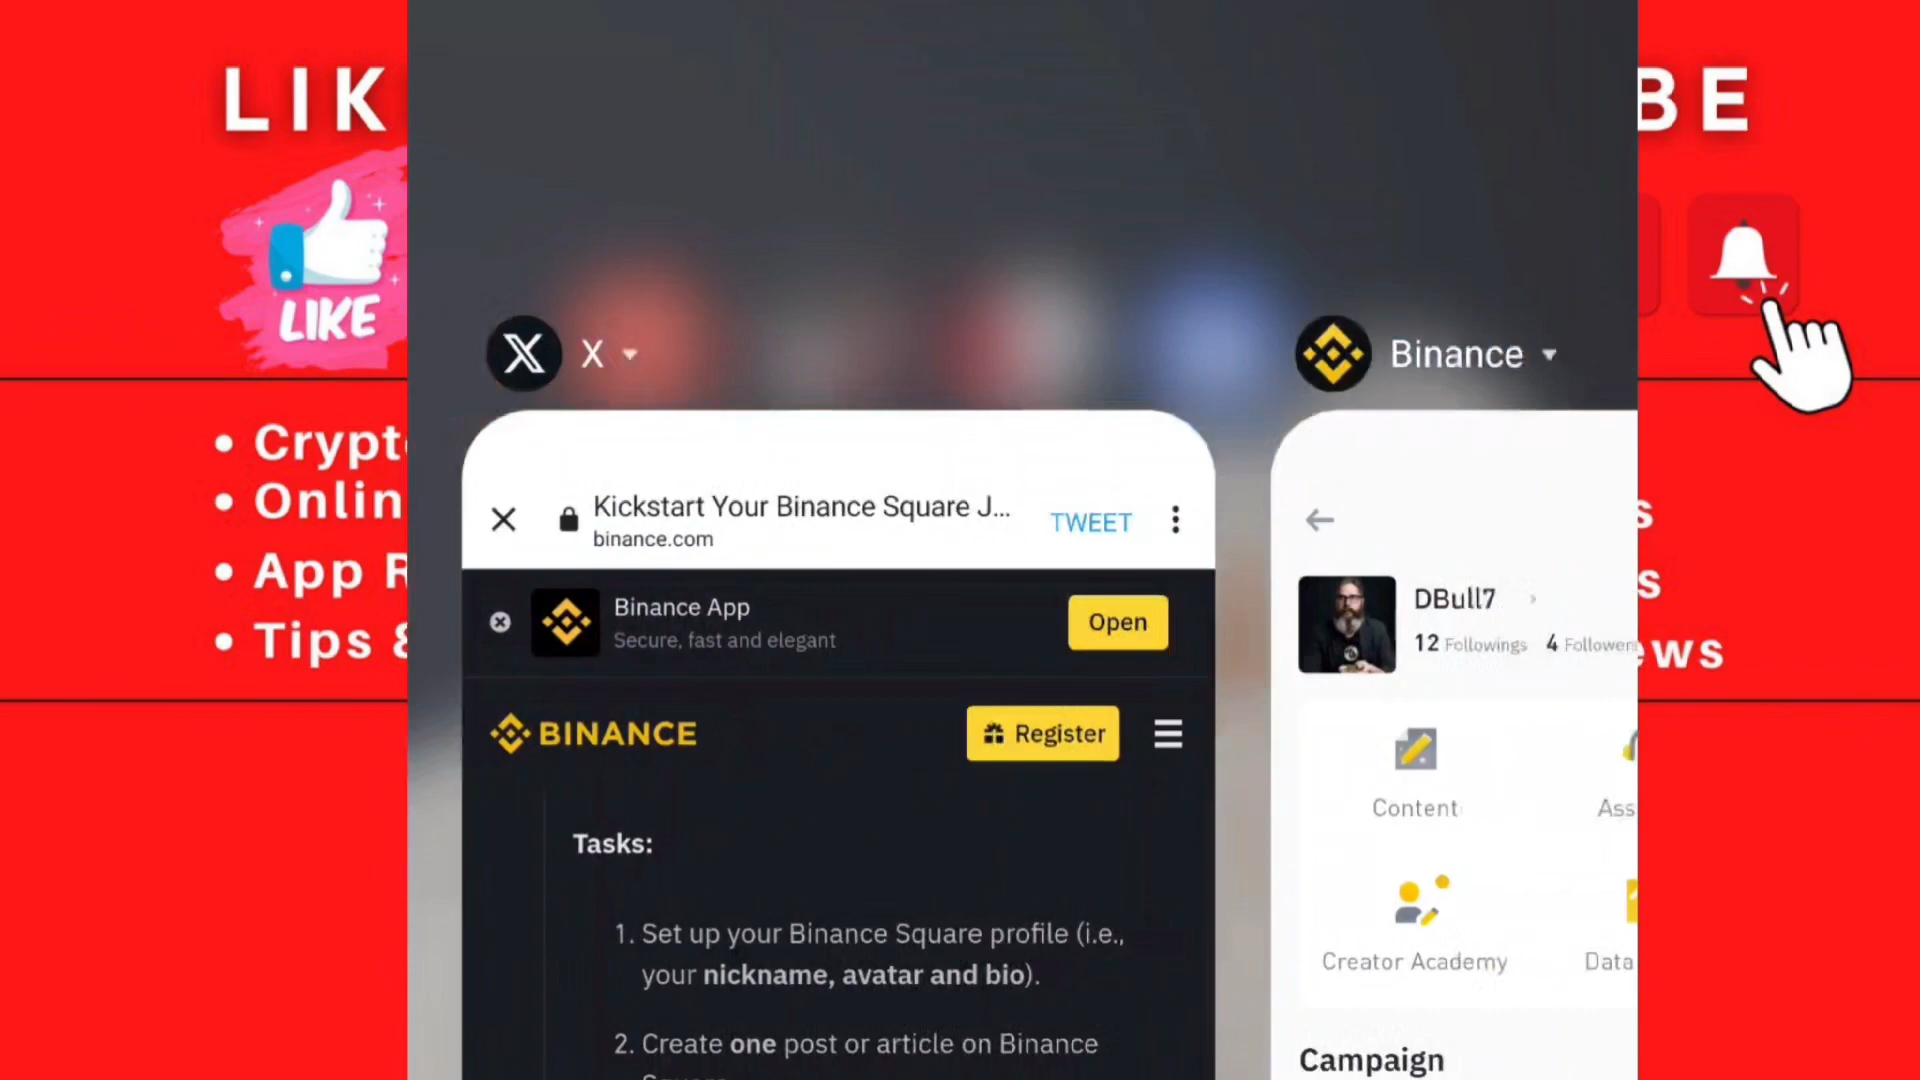 LIK
BE
LIKE
X
Binance
Kickstart Your Binance Square J...
binance.com
TWEET
Binance App
Secure, fast and elegant
Open
BINANCE
Register
Tasks:
1. Set up your Binance Square profile (i.e.,
your nickname, avatar and bio).
2. Create one post or article on Binance
DBull7
12 Followings 4 Followers
Content
Ass
Creator Academy
Data
Campaign
• Crypt
• Onlin
• App R
• Tips &
s
s
ws